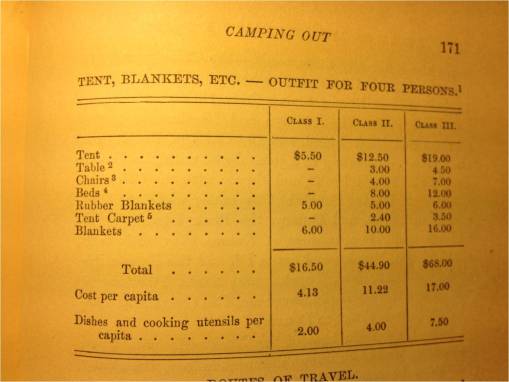 CAMPING OUT
171
TENT, BLANKETS, ETC. — OUTFIT FOR FOUR PERSONS.¹
CLASS I. CLASS II. CLASS III.
Tent . . . . . . . . . $5.50 $12.50 $19.00
Table ² . . . . . . . . – 3.00 4.50
Chairs ³ . . . . . . . . – 4.00 7.00
Beds ⁴ . . . . . . . . – 8.00 12.00
Rubber Blankets . . . . . 5.00 5.00 6.00
Tent Carpet ⁵ . . . . . . – 2.40 3.50
Blankets . . . . . . . 6.00 10.00 16.00
Total . . . . . . $16.50 $44.90 $68.00
Cost per capita . . . . . . 4.13 11.22 17.00
Dishes and cooking utensils per
capita . . . . . . . . 2.00 4.00 7.50
ROUTES OF TRAVEL.